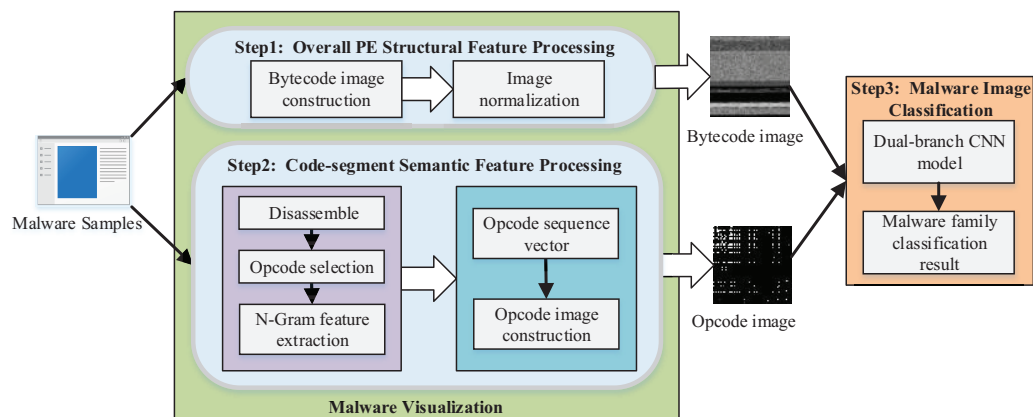 Malware Samples
Step1: Overall PE Structural Feature Processing
Bytecode image
construction
Image
normalization
Step2: Code-segment Semantic Feature Processing
Disassemble
Opcode selection
N-Gram feature
extraction
Opcode sequence
vector
Opcode image
construction
Malware Visualization
Bytecode image
Opcode image
Step3: Malware Image
Classification
Dual-branch CNN
model
Malware family
classification
result